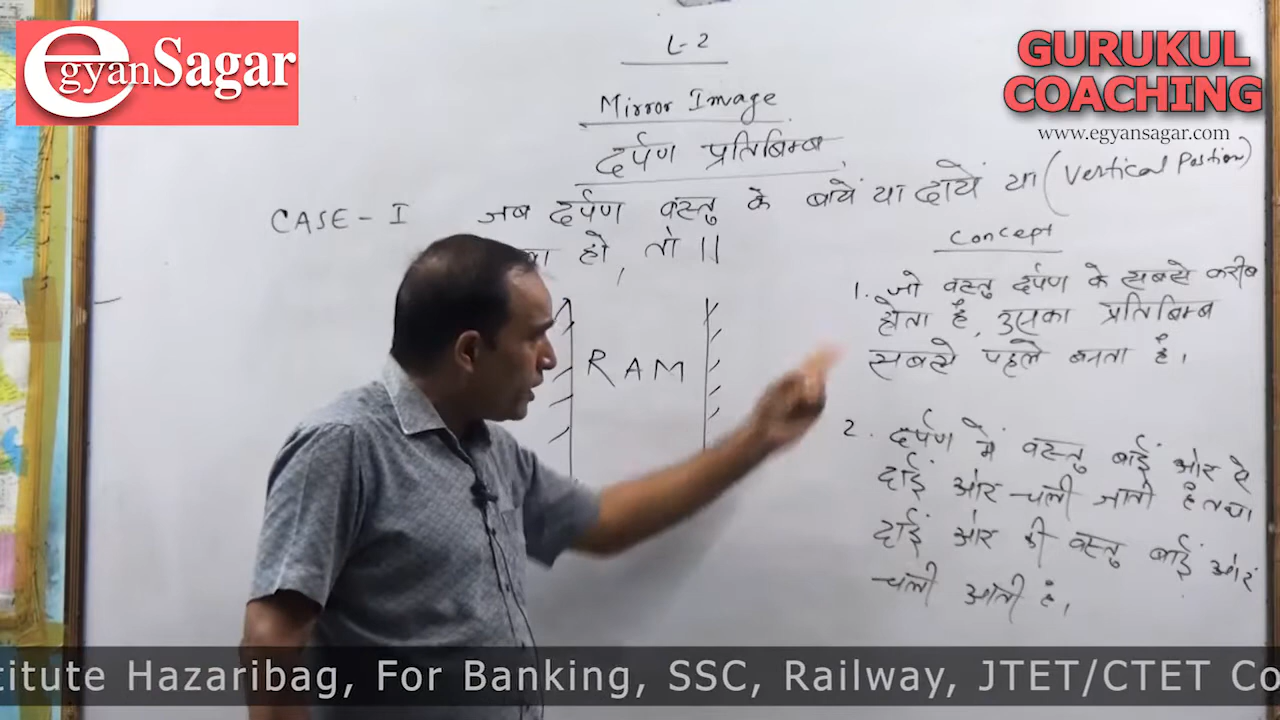 egyanSagar
GURUKUL
COACHING
www.egyansagar.com
L-2
Mirror Image
दर्पण प्रतिबिम्ब
CASE - I जब दर्पण वस्तु के बायें या दायें या (Vertical Postion)
हो, तो ॥
Concept
1. जो वस्तु दर्पण के सबसे करीब
होता है, उसका प्रतिबिम्ब
सबसे पहले बनता है।
RAM
2. दर्पण में वस्तु बाईं ओर से
दाईं ओर चली जाती है तथा
दाईं ओर की वस्तु बाईं ओर
चली आती है।
titute Hazaribag, For Banking, SSC, Railway, JTET/CTET Co